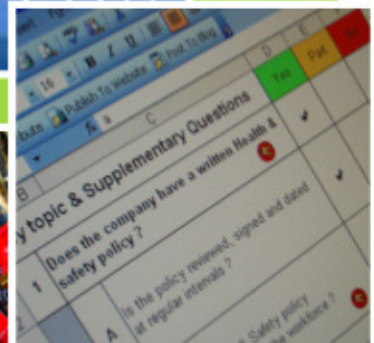 16
B I U
Publish To Website
Post To Blog
a
C
D
E
B
Yes
Part
topic & Supplementary Questions
1
Does the company have a written Health &
safety policy ?
2
A
Is the policy reviewed, signed and dated
at regular intervals ?
Safety policy
the workforce ?